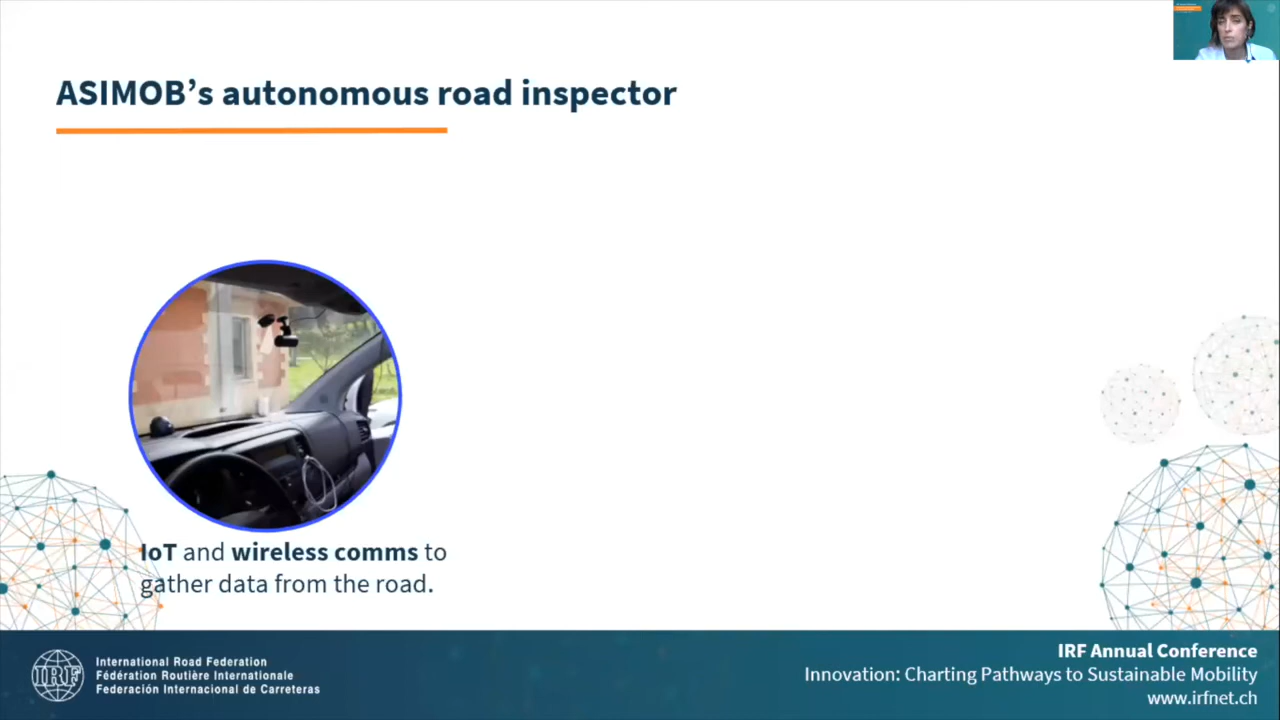 ASIMOB’s autonomous road inspector
IoT and wireless comms to
gather data from the road.
IRF
International Road Federation
Fédération Routière Internationale
Federación Internacional de Carreteras
IRF Annual Conference
Innovation: Charting Pathways to Sustainable Mobility
www.irfnet.ch